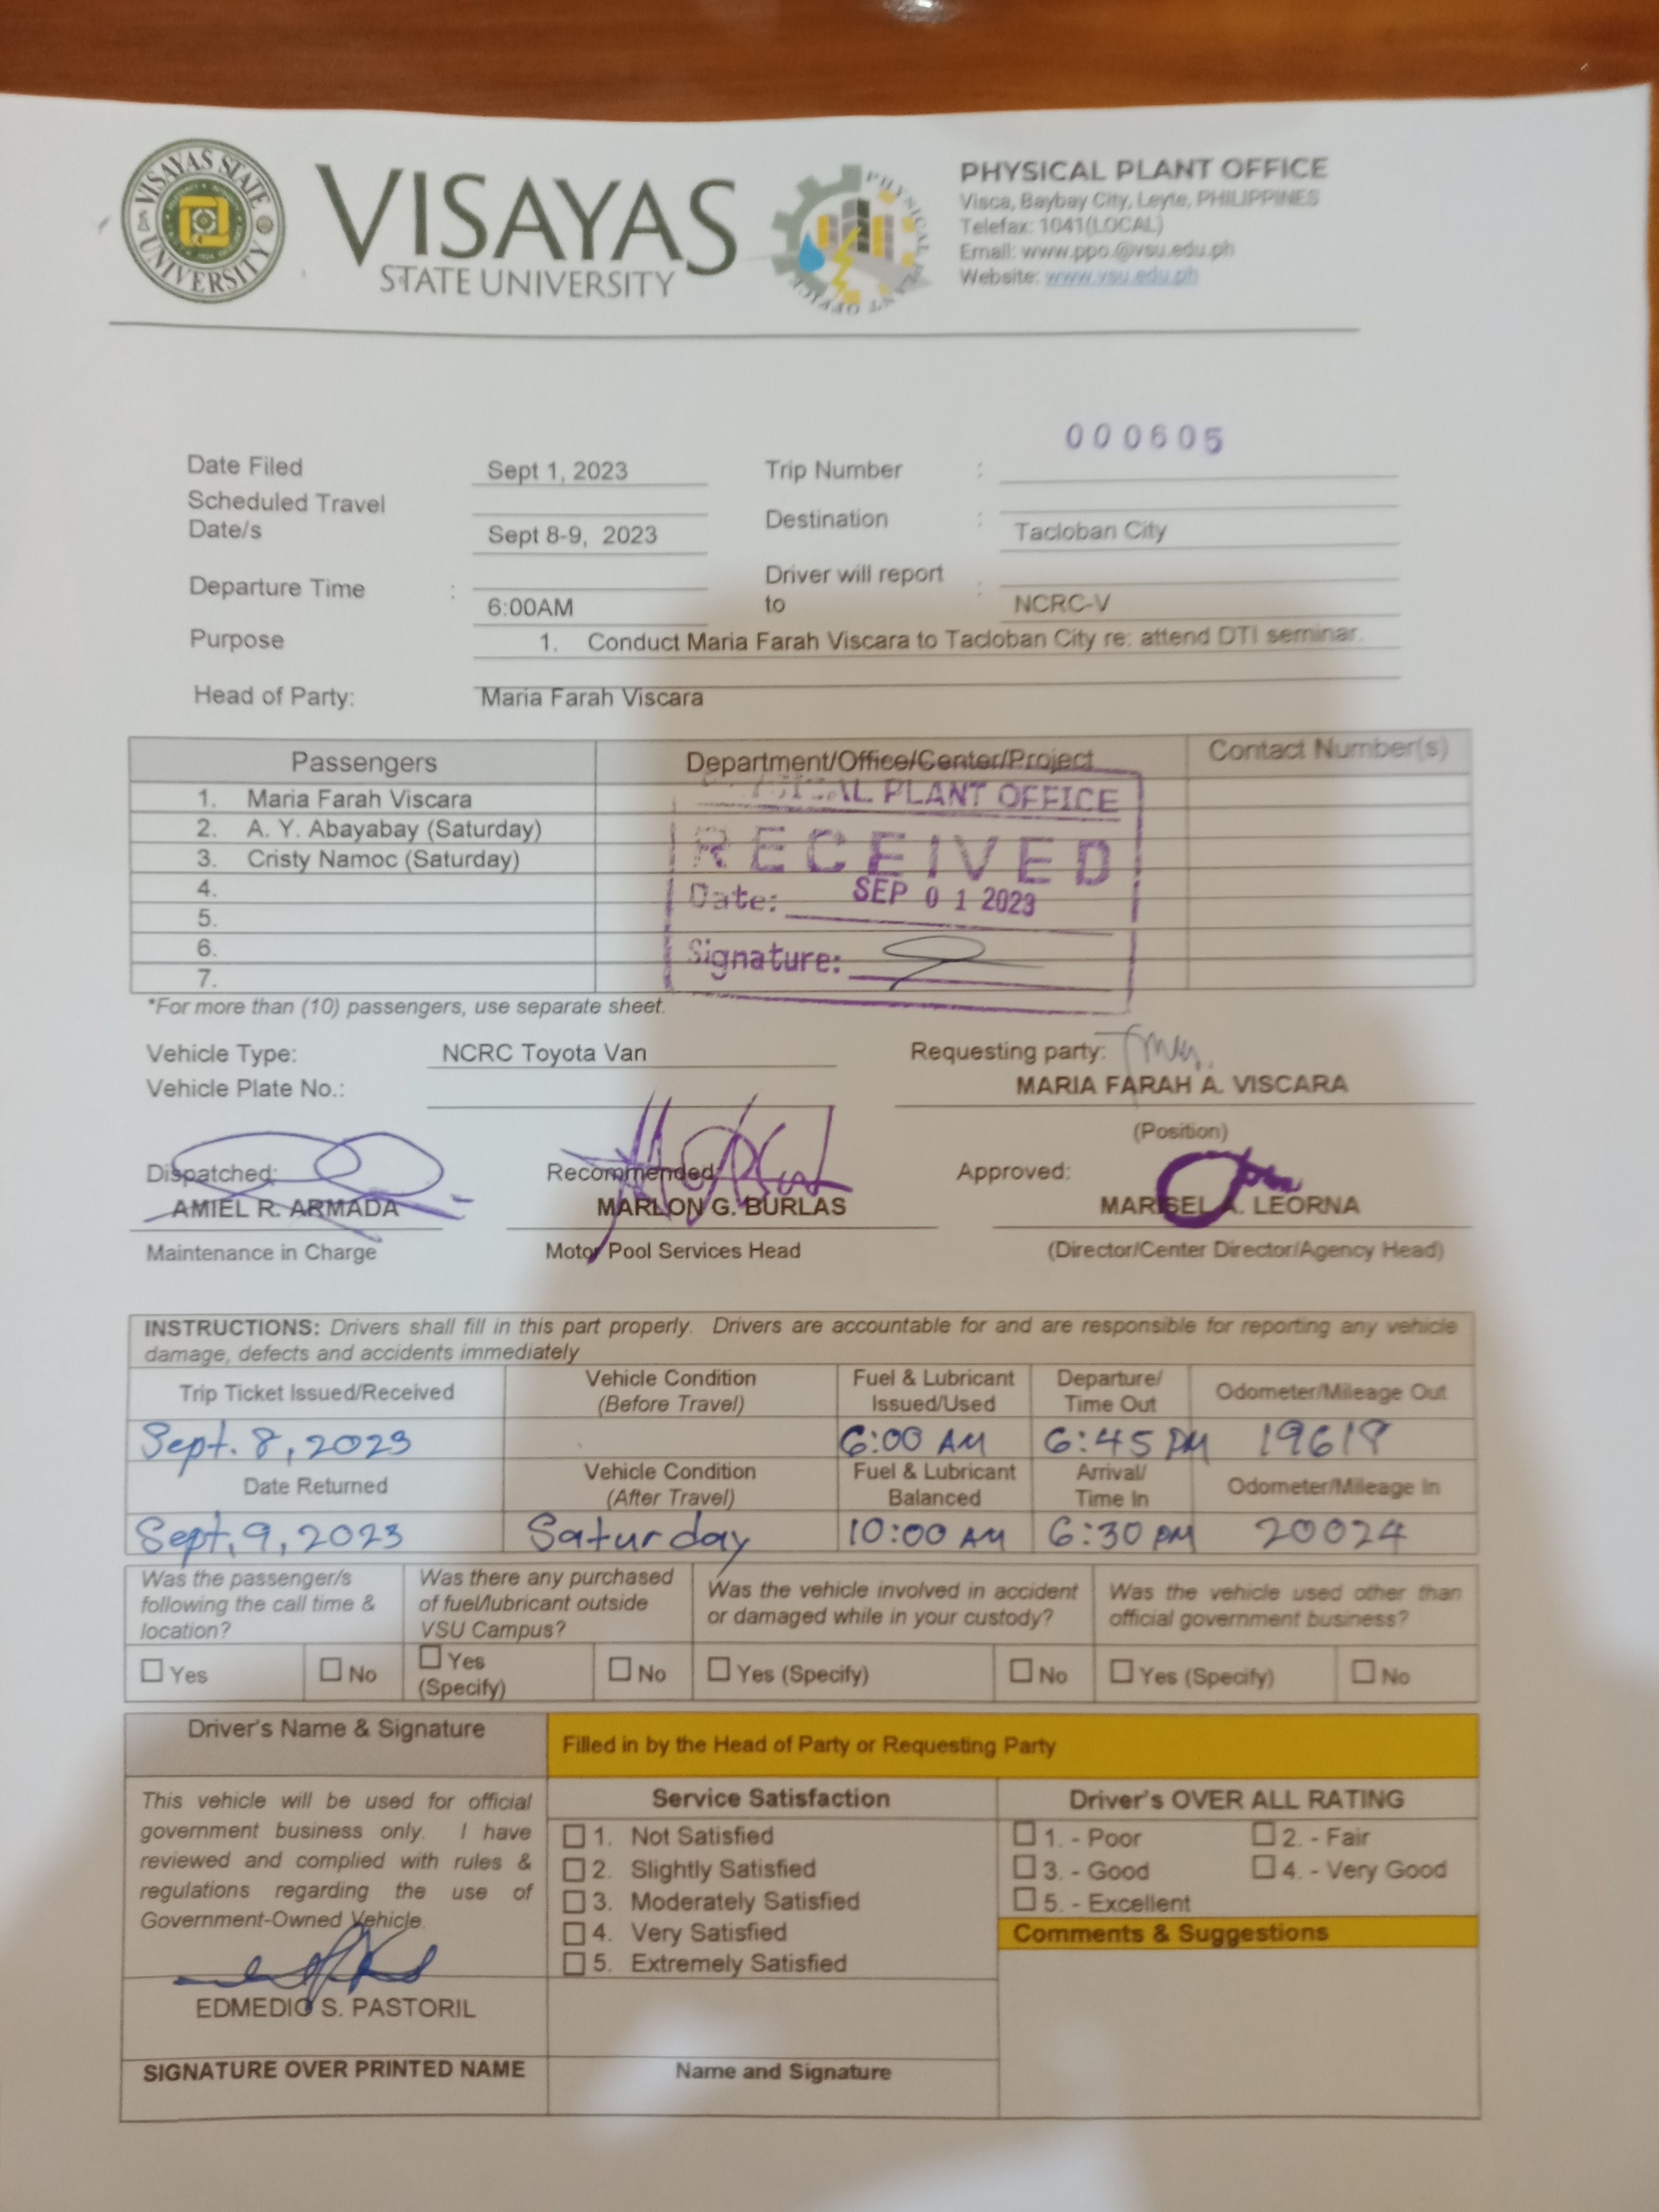 VISAYAS STATE UNIVERSITY
VISAYAS
STATE UNIVERSITY
PHYSICAL PLANT OFFICE
PHYSICAL PLANT OFFICE
Visca, Baybay City, Leyte, PHILIPPINES
Telefax: 1041(LOCAL)
Email: www.ppo.@vsu.edu.ph
Website: www.vsu.edu.ph
000605
Date Filed Sept 1, 2023 Trip Number :
Scheduled Travel Date/s Sept 8-9, 2023 Destination : Tacloban City
Departure Time : 6:00AM Driver will report to : NCRC-V
Purpose 1. Conduct Maria Farah Viscara to Tacloban City re: attend DTI seminar.
Head of Party: Maria Farah Viscara
Passengers Department/Office/Center/Project Contact Number(s)
1. Maria Farah Viscara
2. A. Y. Abayabay (Saturday)
3. Cristy Namoc (Saturday)
4.
5.
6.
7.
PLANT OFFICE
RECEIVED
Date: SEP 01 2023
Signature:
*For more than (10) passengers, use separate sheet.
Vehicle Type: NCRC Toyota Van Requesting party:
Vehicle Plate No.: MARIA FARAH A. VISCARA
(Position)
Dispatched: Recommended: Approved:
AMIEL R. ARMADA MARLON G. BURLAS MARISEL A. LEORNA
Maintenance in Charge Motor Pool Services Head (Director/Center Director/Agency Head)
INSTRUCTIONS: Drivers shall fill in this part properly. Drivers are accountable for and are responsible for reporting any vehicle
damage, defects and accidents immediately
Trip Ticket Issued/Received Vehicle Condition (Before Travel) Fuel & Lubricant Issued/Used Departure/ Time Out Odometer/Mileage Out
Sept. 8, 2023 6:00 AM 6:45 PM 19618
Date Returned Vehicle Condition (After Travel) Fuel & Lubricant Balanced Arrival/ Time In Odometer/Mileage In
Sept. 9, 2023 Saturday 10:00 AM 6:30 PM 20024
Was the passenger/s following the call time & location? Was there any purchased of fuel/lubricant outside VSU Campus? Was the vehicle involved in accident or damaged while in your custody? Was the vehicle used other than official government business?
Yes No Yes (Specify) No Yes (Specify) No Yes (Specify) No
Driver's Name & Signature
Filled in by the Head of Party or Requesting Party
This vehicle will be used for official
government business only. I have
reviewed and complied with rules &
regulations regarding the use of
Government-Owned Vehicle.
EDMEDIO S. PASTORIL
SIGNATURE OVER PRINTED NAME
Service Satisfaction
1. Not Satisfied
2. Slightly Satisfied
3. Moderately Satisfied
4. Very Satisfied
5. Extremely Satisfied
Name and Signature
Driver's OVER ALL RATING
1. - Poor 2. - Fair
3. - Good 4. - Very Good
5. - Excellent
Comments & Suggestions